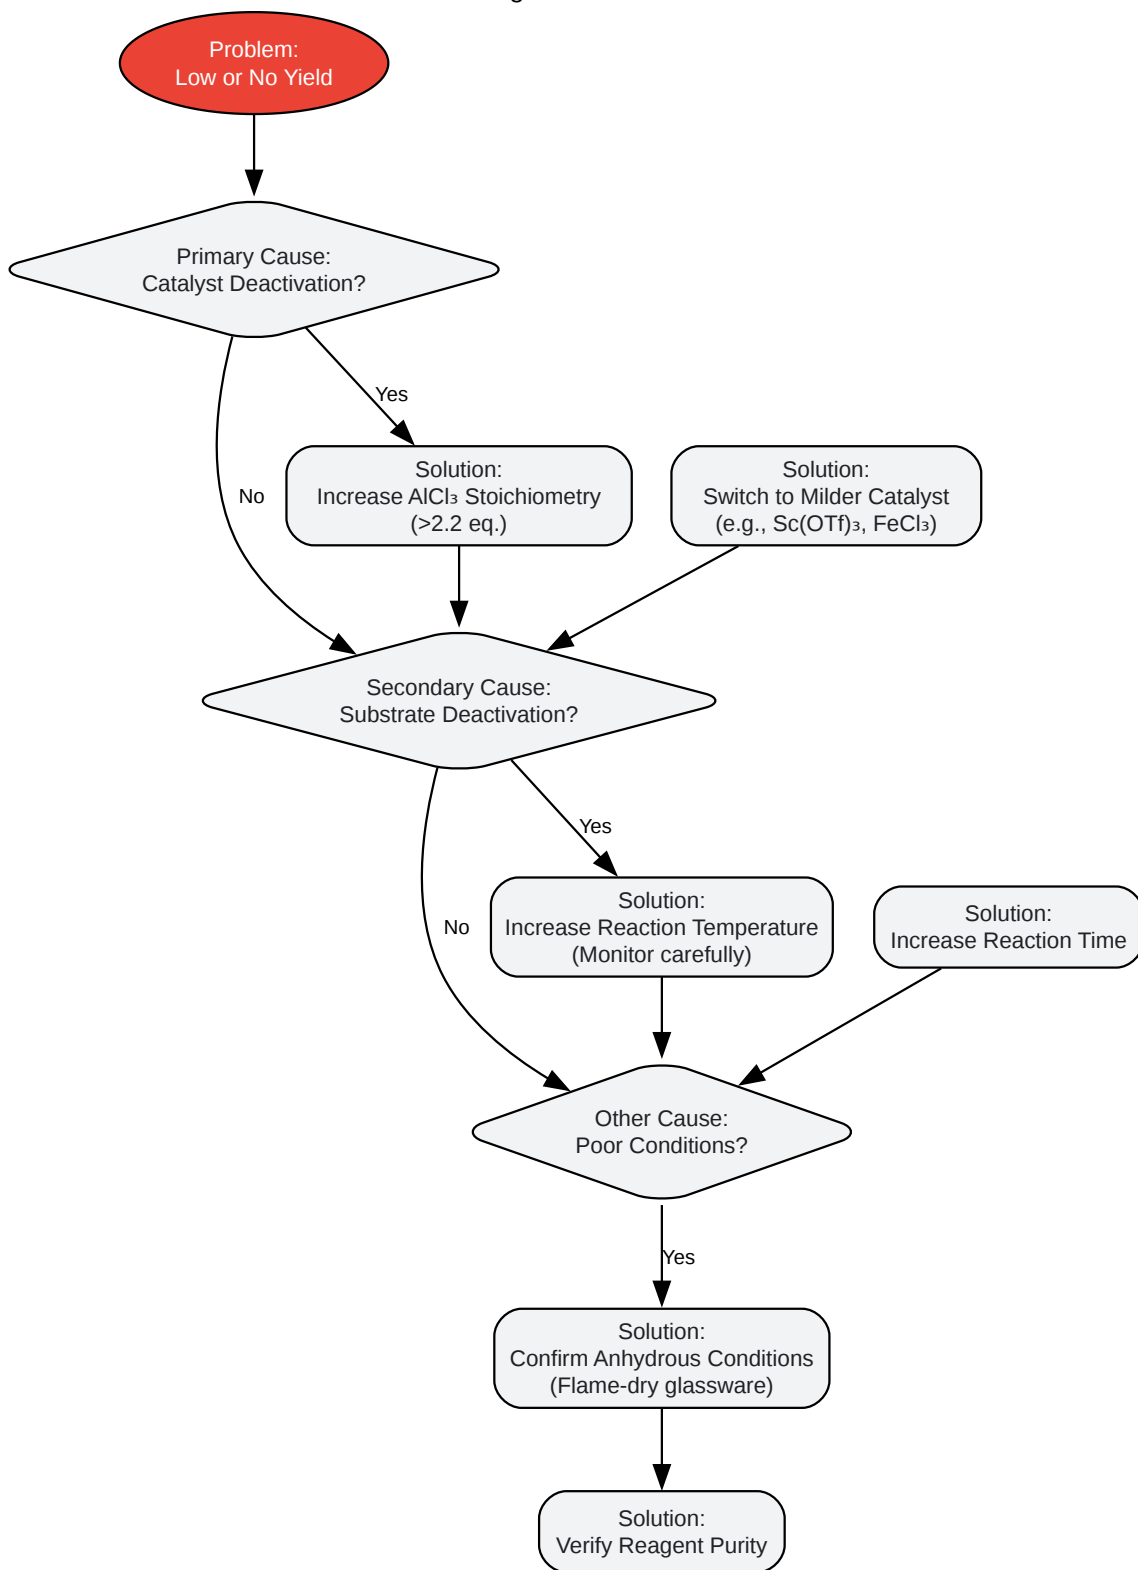 Problem:
Low or No Yield
Primary Cause:
Catalyst Deactivation?
Yes
No
Solution:
Increase AlCl₃ Stoichiometry
(>2.2 eq.)
Solution:
Switch to Milder Catalyst
(e.g., Sc(OTf)₃, FeCl₃)
Secondary Cause:
Substrate Deactivation?
Yes
No
Solution:
Increase Reaction Temperature
(Monitor carefully)
Solution:
Increase Reaction Time
Other Cause:
Poor Conditions?
Yes
Solution:
Confirm Anhydrous Conditions
(Flame-dry glassware)
Solution:
Verify Reagent Purity